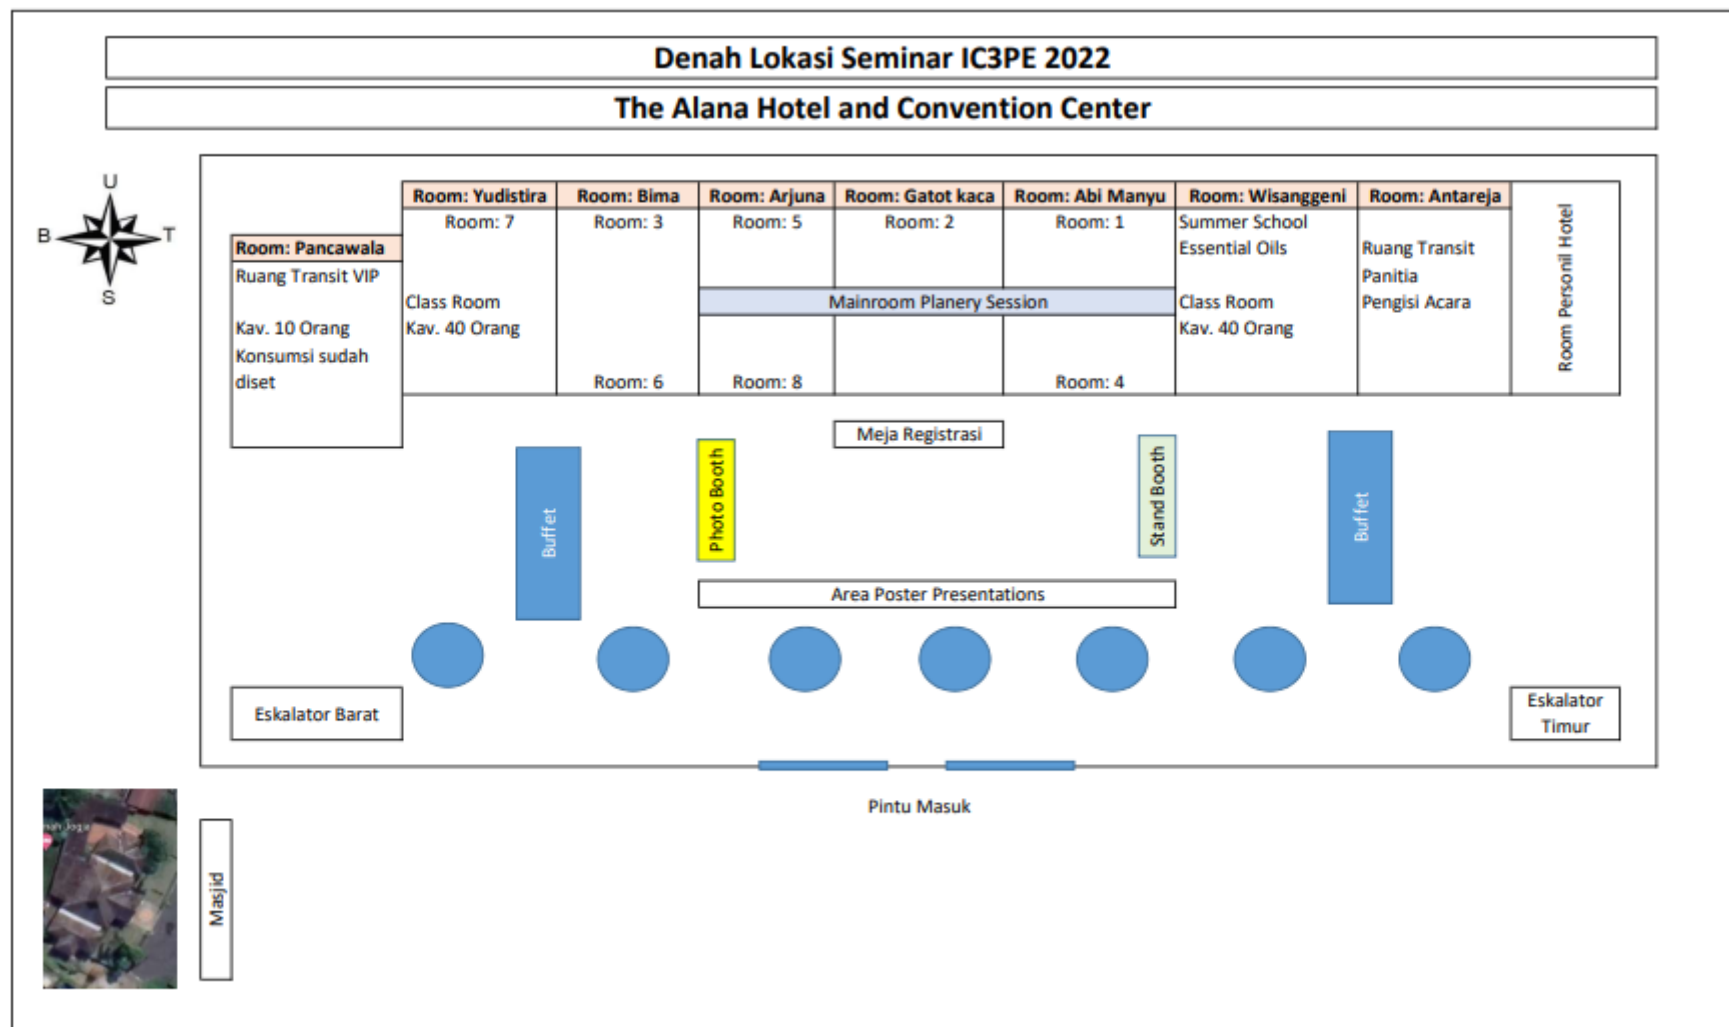 Denah Lokasi Seminar IC3PE 2022
The Alana Hotel and Convention Center
U
B
T
S
Room: Pancawala
Ruang Transit VIP
Kav. 10 Orang
Konsumsi sudah
diset
Room: Yudistira
Room: 7
Class Room
Kav. 40 Orang
Room: Bima
Room: 3
Room: 6
Room: Arjuna
Room: 5
Room: 8
Room: Gatot kaca
Room: 2
Room: Abi Manyu
Room: 1
Room: 4
Mainroom Planery Session
Room: Wisanggeni
Summer School
Essential Oils
Class Room
Kav. 40 Orang
Room: Antareja
Ruang Transit
Panitia
Pengisi Acara
Room Personil Hotel
Meja Registrasi
Buffet
Photo Booth
Stand Booth
Buffet
Area Poster Presentations
Eskalator Barat
Eskalator
Timur
Pintu Masuk
Masjid